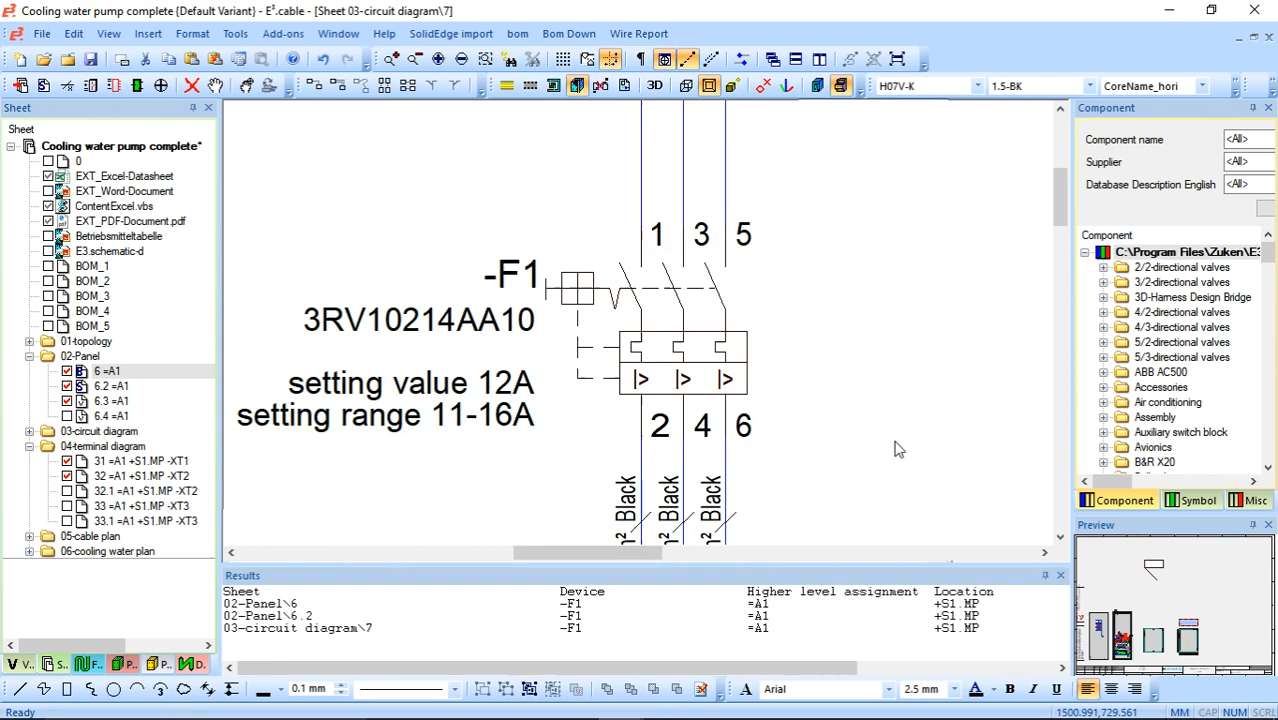 Cooling water pump complete {Default Variant} - E³.cable - [Sheet 03-circuit diagram\7]
File Edit View Insert Format Tools Add-ons Window Help SolidEdge import bom Bom Down Wire Report
3D H07V-K 1.5-BK CoreName_hori
Sheet
Sheet
Cooling water pump complete*
0
EXT_Excel-Datasheet
EXT_Word-Document
ContentExcel.vbs
EXT_PDF-Document.pdf
Betriebsmitteltabelle
E3.schematic-d
BOM_1
BOM_2
BOM_3
BOM_4
BOM_5
01-topology
02-Panel
6 =A1
6.2 =A1
6.3 =A1
6.4 =A1
03-circuit diagram
04-terminal diagram
31 =A1 +S1.MP -XT1
32 =A1 +S1.MP -XT2
32.1 =A1 +S1.MP -XT2
33 =A1 +S1.MP -XT3
33.1 =A1 +S1.MP -XT3
05-cable plan
06-cooling water plan
V.. S.. F.. P.. P.. D..
1 3 5
-F1
3RV10214AA10
setting value 12A
setting range 11-16A
2 4 6
m² Black
m² Black
m² Black
Component
Component name <All>
Supplier <All>
Database Description English <All>
Component
C:\Program Files\Zuken\E3
2/2-directional valves
3/2-directional valves
3D-Harness Design Bridge
4/2-directional valves
4/3-directional valves
5/2-directional valves
5/3-directional valves
ABB AC500
Accessories
Air conditioning
Assembly
Auxiliary switch block
Avionics
B&R X20
Component Symbol Misc
Preview
Results
Sheet Device Higher level assignment Location
02-Panel\6 -F1 =A1 +S1.MP
02-Panel\6.2 -F1 =A1 +S1.MP
03-circuit diagram\7 -F1 =A1 +S1.MP
0.1 mm A Arial 2.5 mm A B I U
Ready 1500.991,729.561 MM CAP NUM SCRL